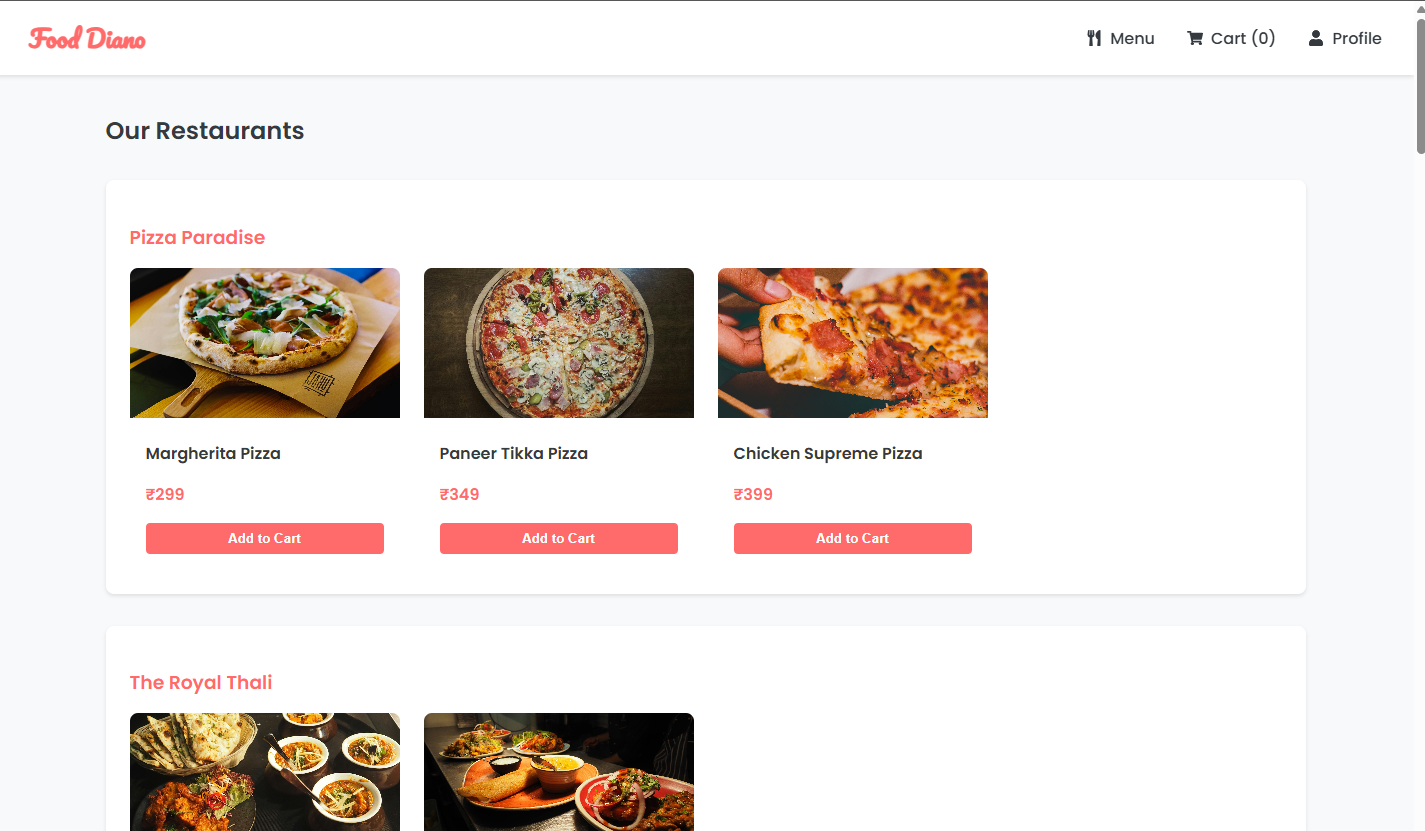 Food Diano
Menu
Cart (0)
Profile
Our Restaurants
Pizza Paradise
Margherita Pizza
₹299
Add to Cart
Paneer Tikka Pizza
₹349
Add to Cart
Chicken Supreme Pizza
₹399
Add to Cart
The Royal Thali